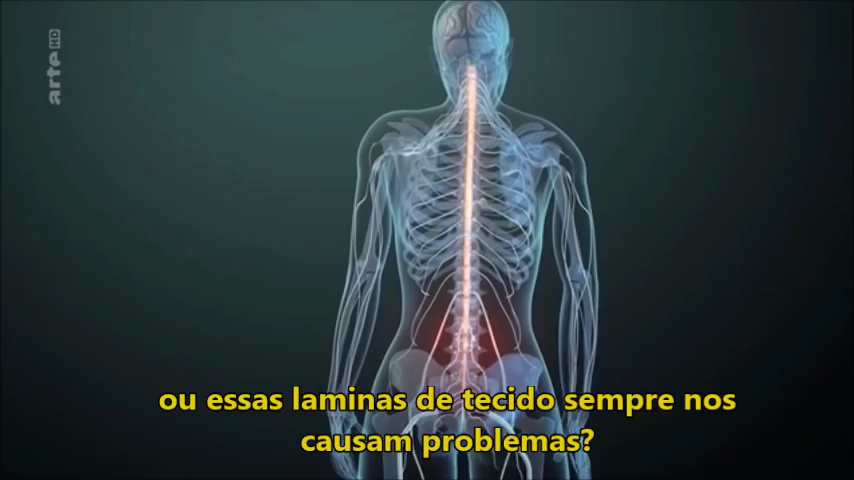 arte HD
ou essas laminas de tecido sempre nos
causam problemas?